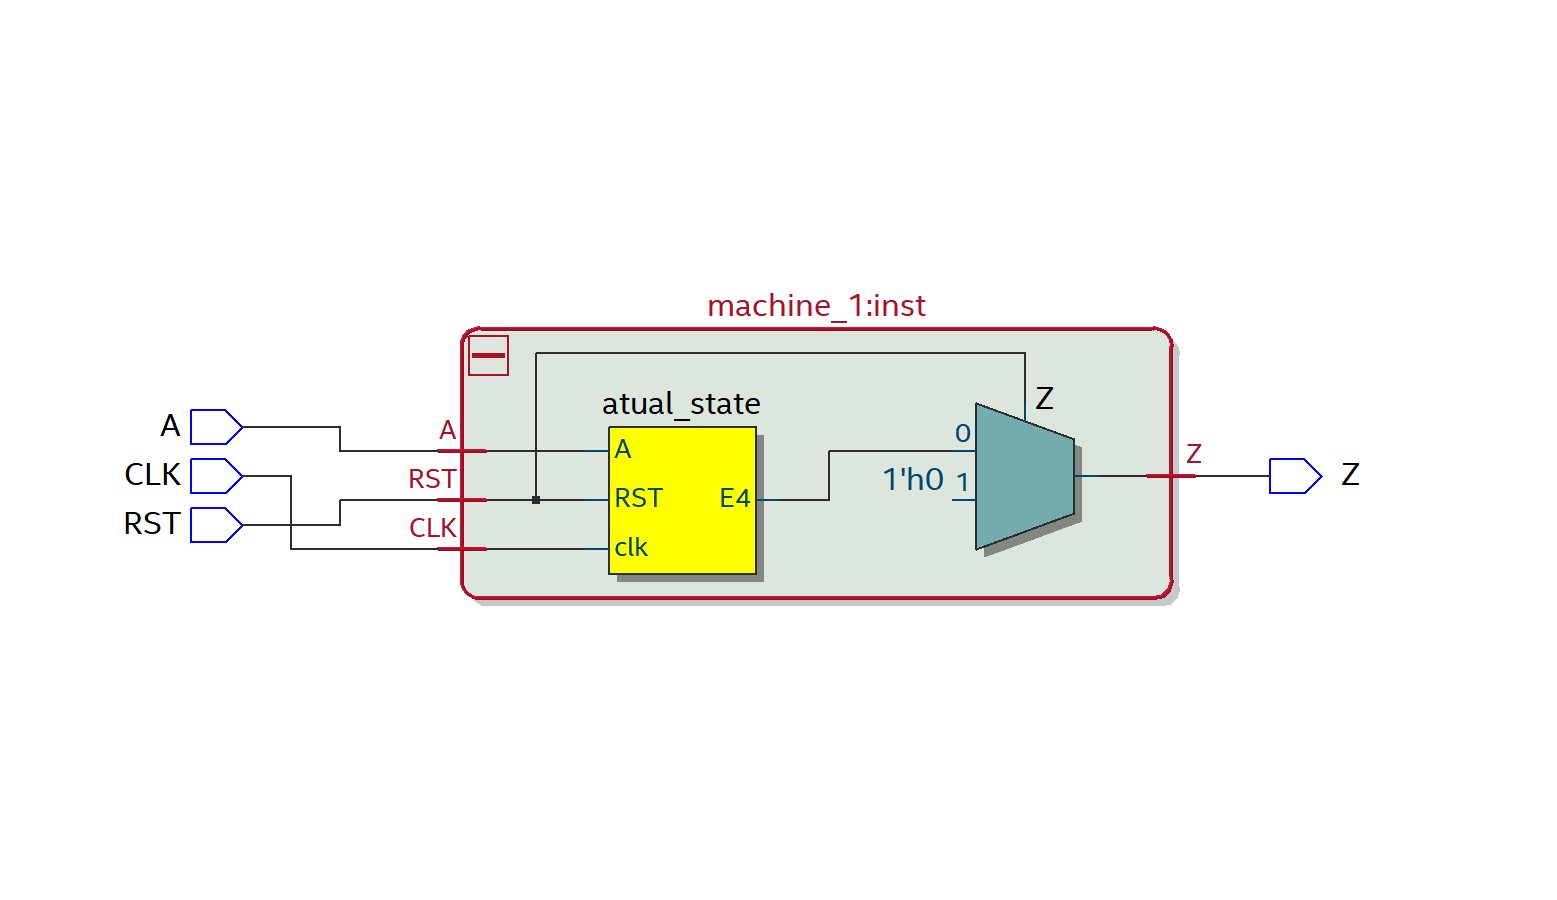 machine_1:inst
atual_state
Z
A
A
A
0
Z
CLK
RST
RST
E4
1'h0
1
Z
RST
CLK
clk